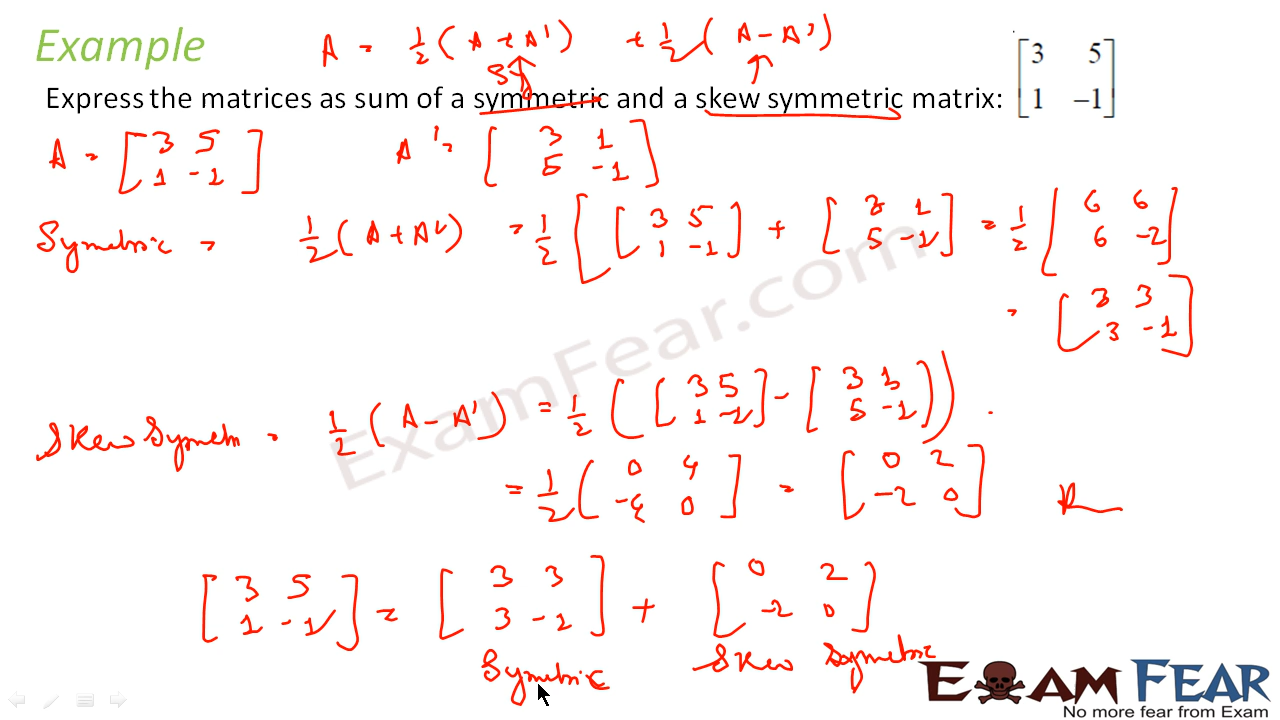 Example
A = 1/2 (A + A') + 1/2 (A - A')
Sy
Express the matrices as sum of a symmetric and a skew symmetric matrix: [3 5; 1 -1]
A = [3 5; 1 -1] A' = [3 1; 5 -1]
Symetric = 1/2 (A + A') = 1/2 [[3 5; 1 -1] + [3 1; 5 -1] = 1/2 [6 6; 6 -2]
= [3 3; 3 -1]
Skew Symetri = 1/2 (A - A') = 1/2 ([3 5; 1 -1] - [3 1; 5 -1])
= 1/2 [0 4; -4 0] = [0 2; -2 0]
[3 5; 1 -1] = [3 3; 3 -1] + [0 2; -2 0]
Symetric Skew Symetric
ExamFear.com
EXAM FEAR
No more fear from Exam